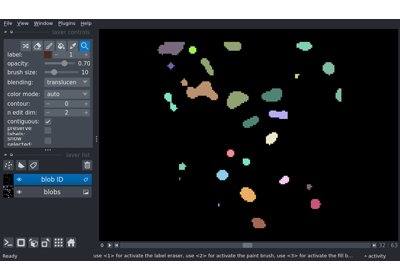 File View Window Plugins Help
layer controls
label: 1
opacity: 0.70
brush size: 10
blending: translucen
color mode: auto
contour: 0
n edit dim: 2
contiguous:
preserve labels:
show selected:
layer list
blob ID
blobs
32 63
Ready
use <1> for activate the label eraser, use <2> for activate the paint brush, use <3> for activate the fill b...
activity